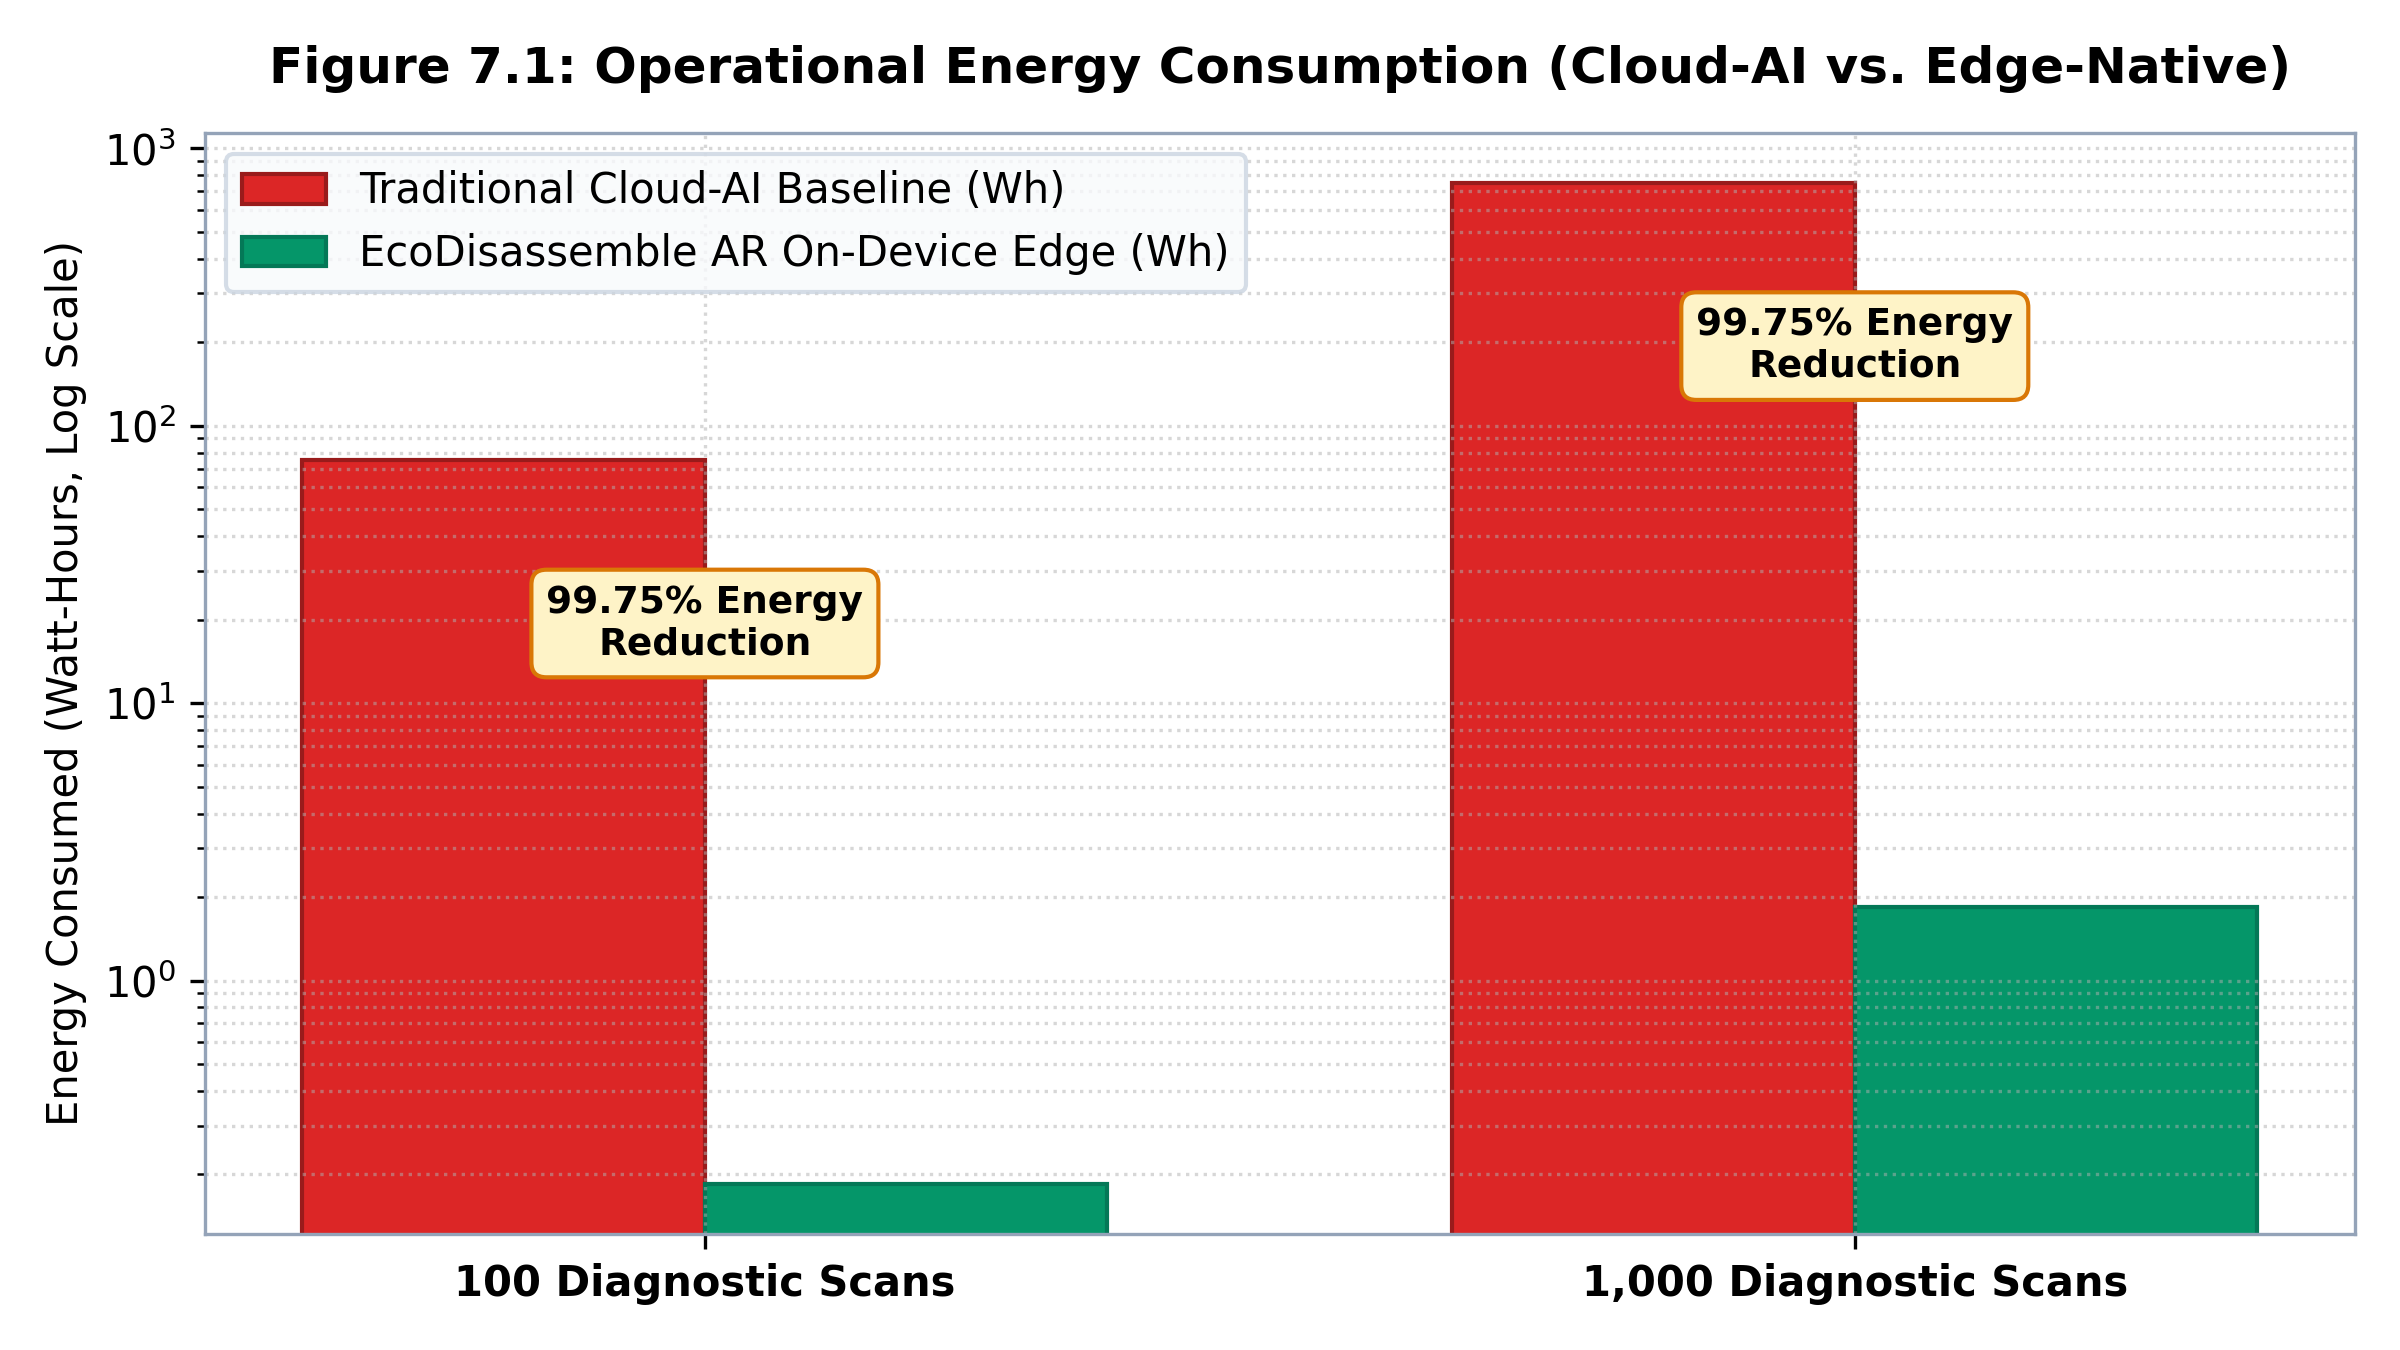 Figure 7.1: Operational Energy Consumption (Cloud-AI vs. Edge-Native)
Energy Consumed (Watt-Hours, Log Scale)
10³
10²
10¹
10⁰
Traditional Cloud-AI Baseline (Wh)
EcoDisassemble AR On-Device Edge (Wh)
99.75% Energy
Reduction
99.75% Energy
Reduction
100 Diagnostic Scans
1,000 Diagnostic Scans